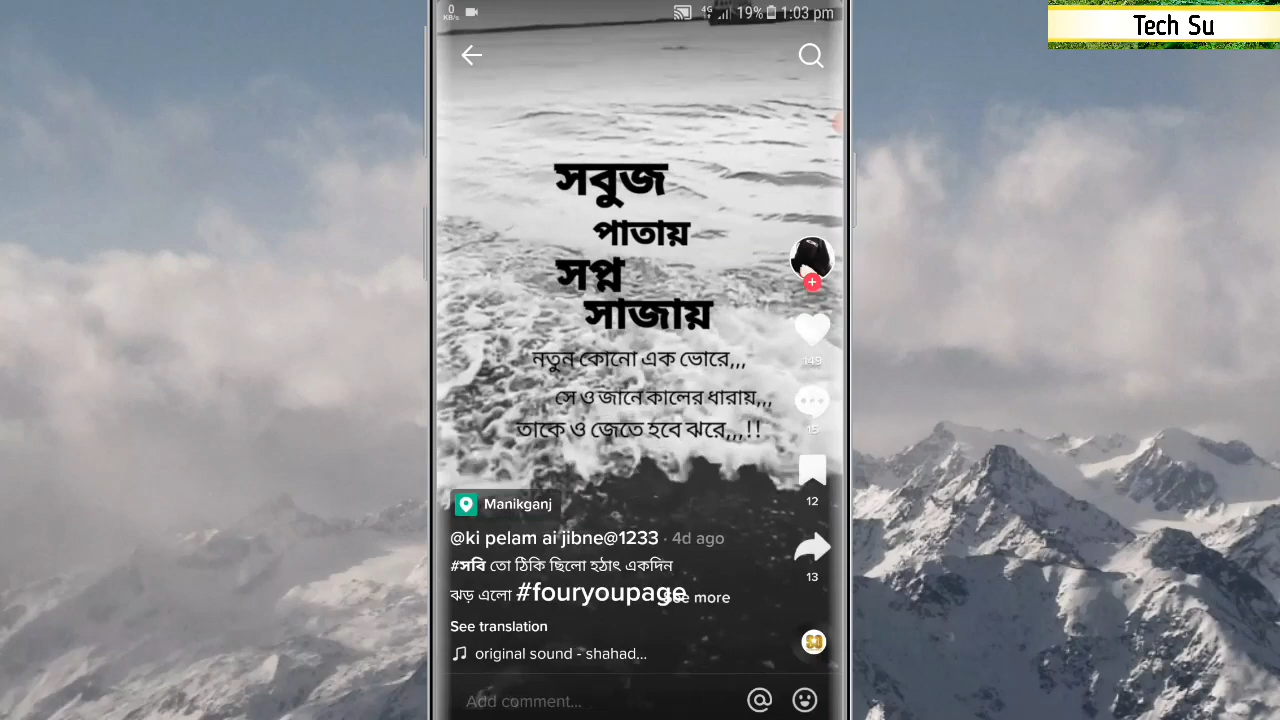 Tech Su
0
KB/s
4G
19%
1:03 pm
সবুজ
পাতায়
সপ্ন
সাজায়
নতুন কোনো এক ভোরে,,,
সে ও জানে কালের ধারায়,,,
তাকে ও জেতে হবে ঝরে,,,!!
149
15
12
13
Manikganj
@ki pelam ai jibne@1233 · 4d ago
#সবি তো ঠিকি ছিলো হঠাৎ একদিন
ঝড় এলো #fouryoupage See more
See translation
original sound - shahad...
Add comment...